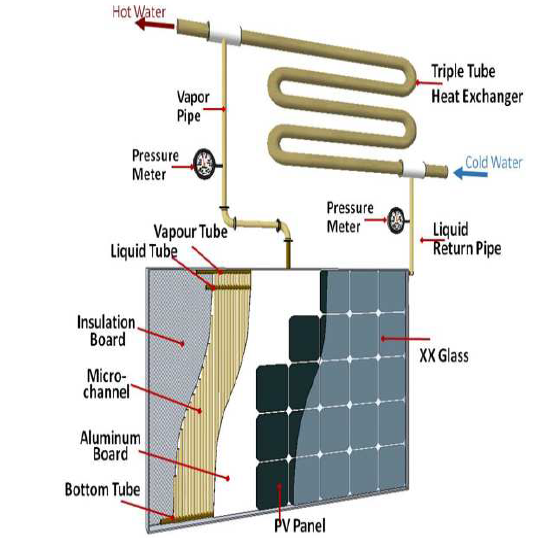 Hot Water
Triple Tube
Heat Exchanger
Vapor
Pipe
Pressure
Meter
Cold Water
Pressure
Meter
Liquid
Return Pipe
Vapour Tube
Liquid Tube
Insulation
Board
XX Glass
Micro-
channel
Aluminum
Board
Bottom Tube
PV Panel